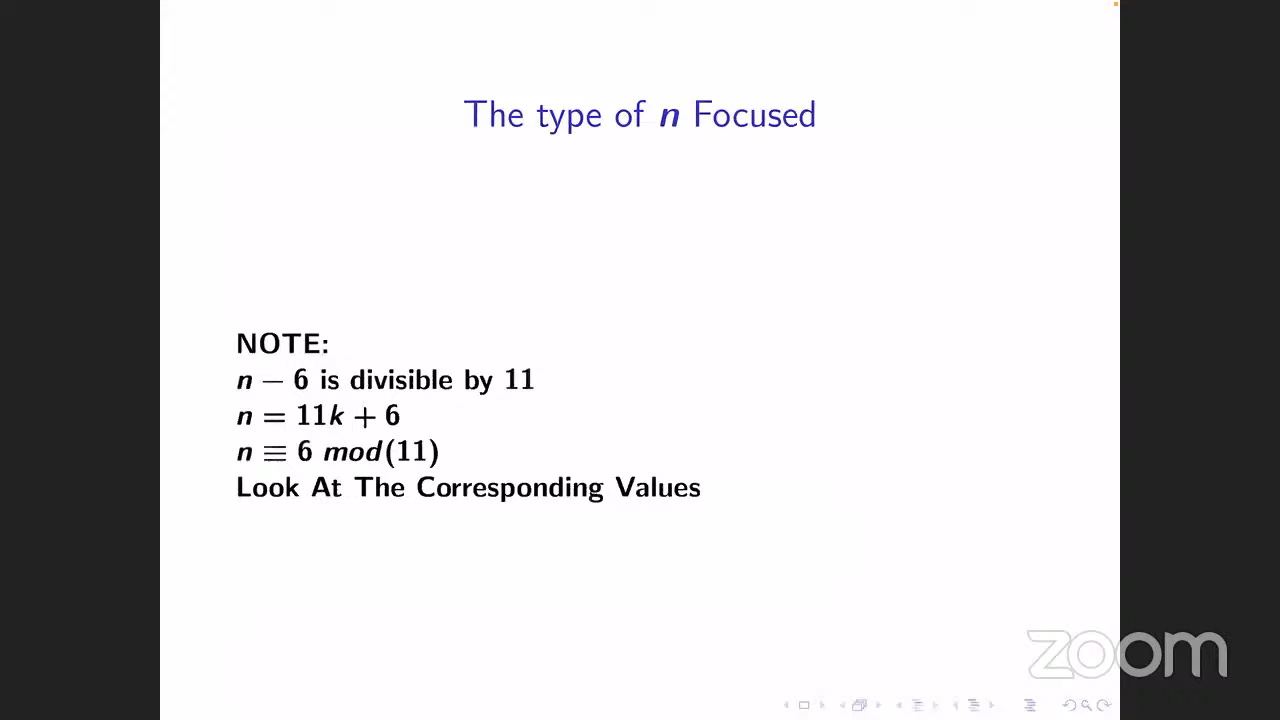 The type of n Focused
NOTE:
n − 6 is divisible by 11
n = 11k + 6
n ≡ 6 mod(11)
Look At The Corresponding Values
zoom